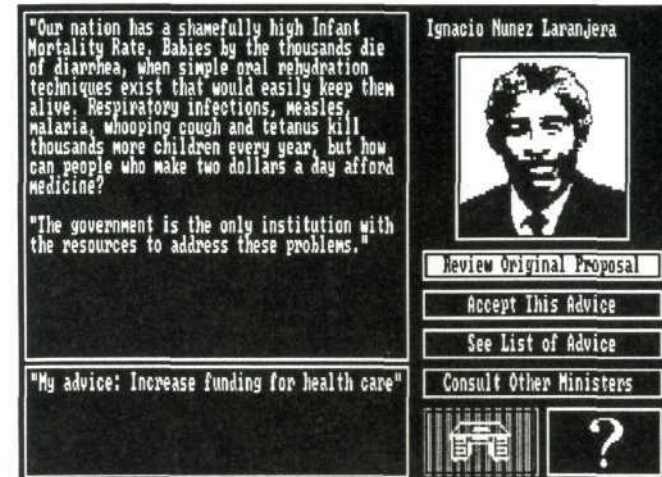 "Our nation has a shamefully high Infant
Mortality Rate. Babies by the thousands die
of diarrhea, when simple oral rehydration
techniques exist that would easily keep them
alive. Respiratory infections, measles,
malaria, whooping cough and tetanus kill
thousands more children every year, but how
can people who make two dollars a day afford
medicine?
"The government is the only institution with
the resources to address these problems."
"My advice: Increase funding for health care"
Ignacio Nunez Laranjera
Review Original Proposal
Accept This Advice
See List of Advice
Consult Other Ministers
?